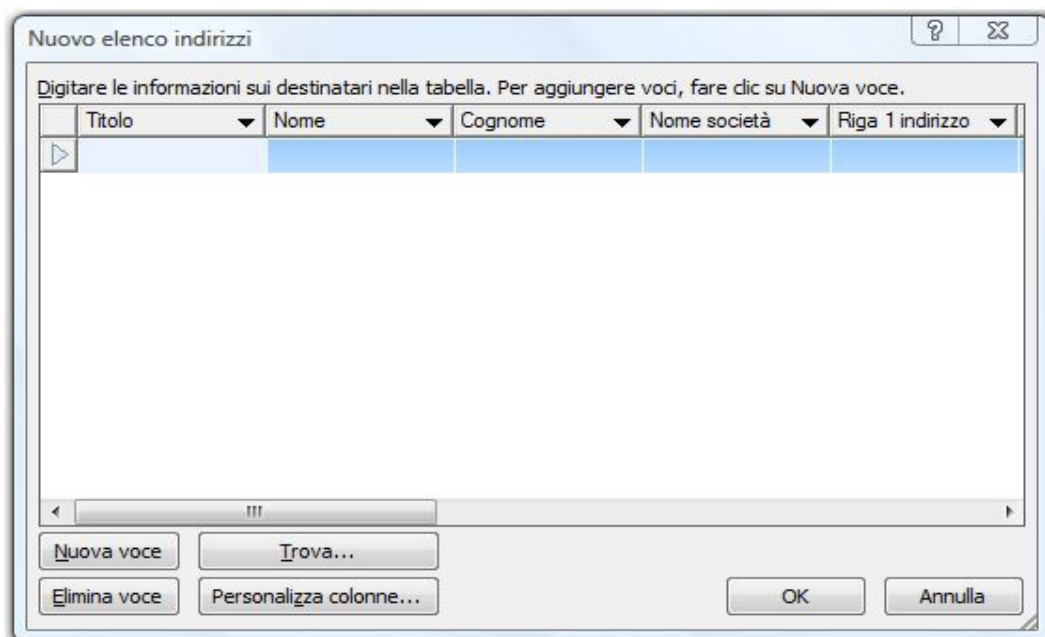 Nuovo elenco indirizzi
Digitare le informazioni sui destinatari nella tabella. Per aggiungere voci, fare clic su Nuova voce.
Titolo Nome Cognome Nome società Riga 1 indirizzo
Nuova voce Trova...
Elimina voce Personalizza colonne... OK Annulla